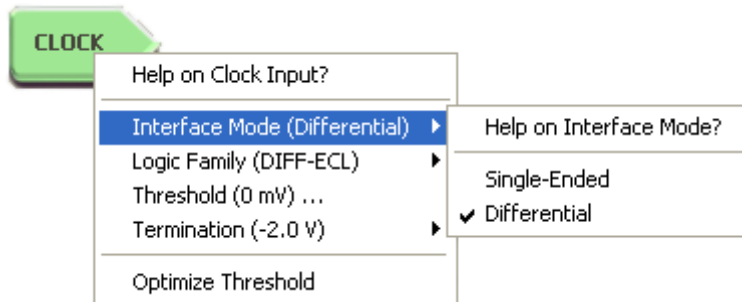 CLOCK
Help on Clock Input?
Interface Mode (Differential)
Logic Family (DIFF-ECL)
Threshold (0 mV) ...
Termination (-2.0 V)
Optimize Threshold
Help on Interface Mode?
Single-Ended
Differential